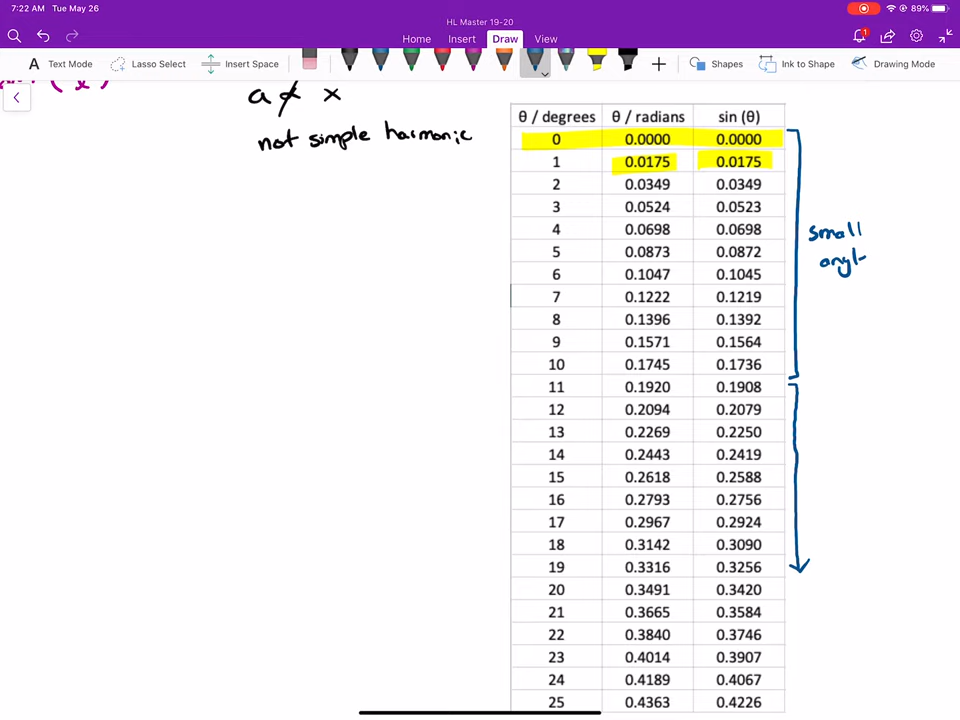 7:22 AM Tue May 26
89%
HL Master 19-20
Home Insert Draw View
1
A Text Mode Lasso Select Insert Space Shapes Ink to Shape Drawing Mode
a ∝̸ x
not simple harmonic
θ / degrees θ / radians sin (θ)
0 0.0000 0.0000
1 0.0175 0.0175
2 0.0349 0.0349
3 0.0524 0.0523
4 0.0698 0.0698
5 0.0873 0.0872
6 0.1047 0.1045
7 0.1222 0.1219
8 0.1396 0.1392
9 0.1571 0.1564
10 0.1745 0.1736
11 0.1920 0.1908
12 0.2094 0.2079
13 0.2269 0.2250
14 0.2443 0.2419
15 0.2618 0.2588
16 0.2793 0.2756
17 0.2967 0.2924
18 0.3142 0.3090
19 0.3316 0.3256
20 0.3491 0.3420
21 0.3665 0.3584
22 0.3840 0.3746
23 0.4014 0.3907
24 0.4189 0.4067
25 0.4363 0.4226
small
angl